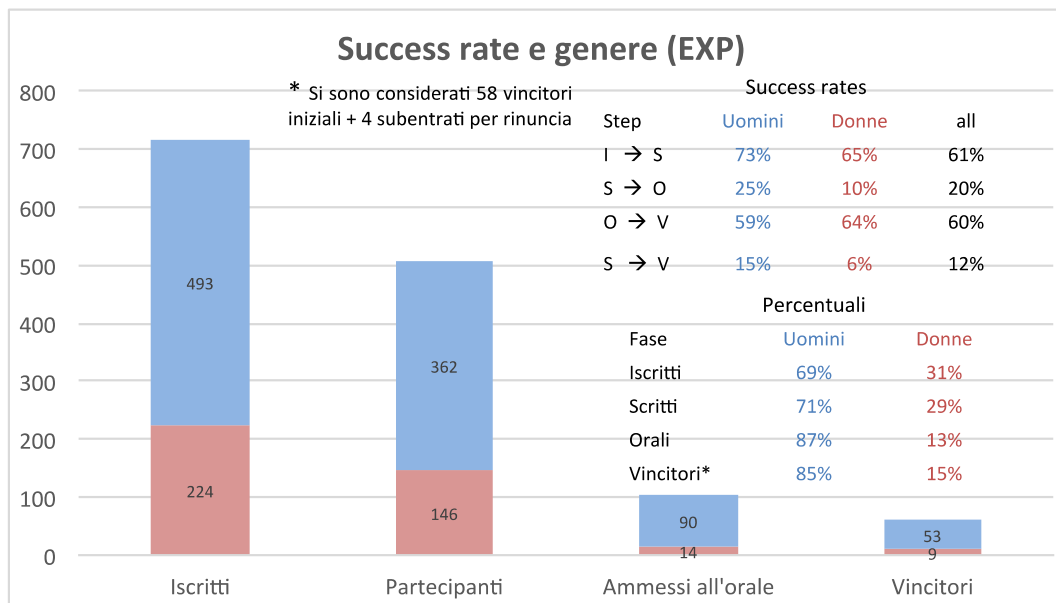 Success rate e genere (EXP)
* Si sono considerati 58 vincitori
iniziali + 4 subentrati per rinuncia
Success rates
Step Uomini Donne all
I → S 73% 65% 61%
S → O 25% 10% 20%
O → V 59% 64% 60%
S → V 15% 6% 12%
Percentuali
Fase Uomini Donne
Iscritti 69% 31%
Scritti 71% 29%
Orali 87% 13%
Vincitori* 85% 15%
800
700
600
500
400
300
200
100
0
493
224
362
146
90
14
53
9
Iscritti Partecipanti Ammessi all'orale Vincitori